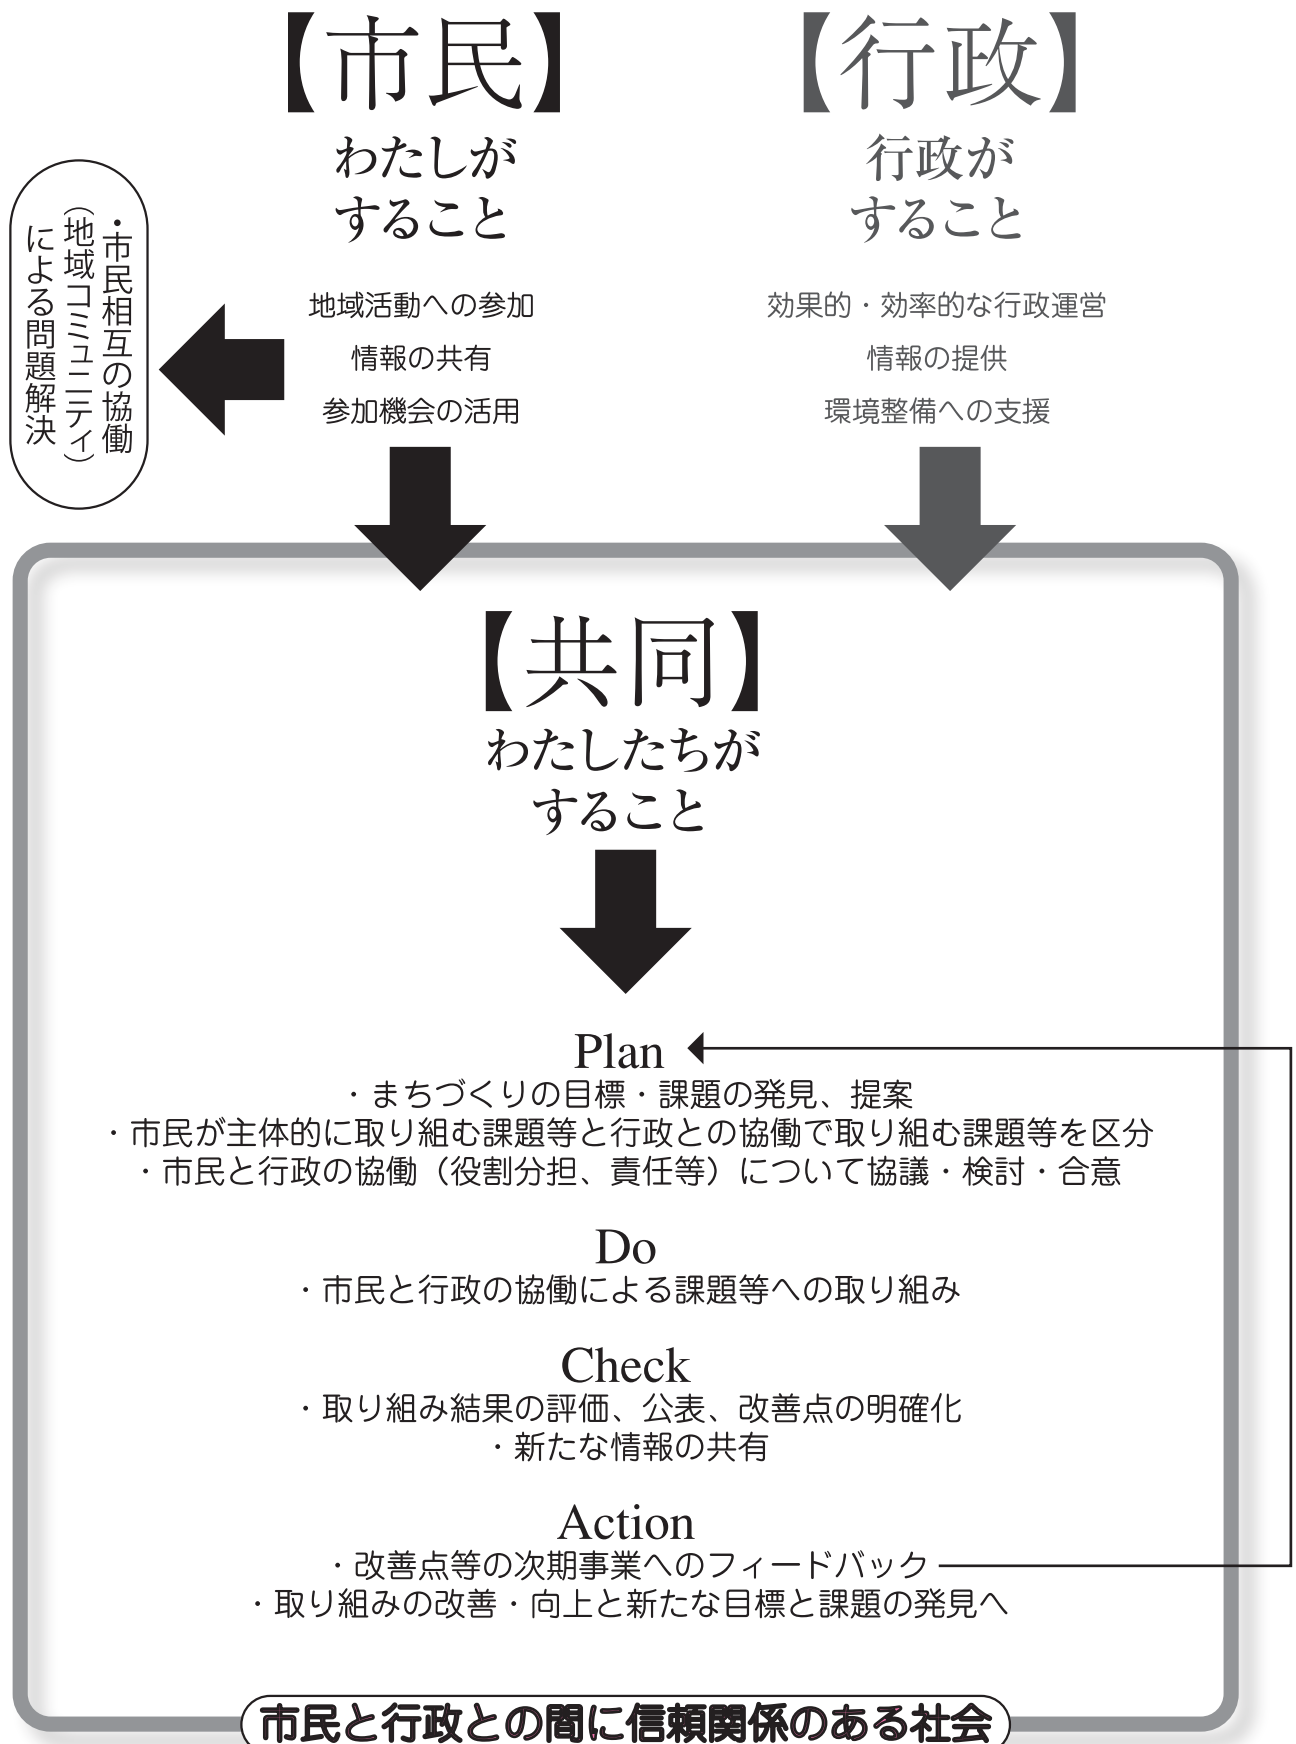 【市民】
わたしが
すること
地域活動への参加
情報の共有
参加機会の活用
・市民相互の協働
（地域コミュニティ）
による問題解決
【行政】
行政が
すること
効果的・効率的な行政運営
情報の提供
環境整備への支援
【共同】
わたしたちが
すること
Plan
・まちづくりの目標・課題の発見、提案
・市民が主体的に取り組む課題等と行政との協働で取り組む課題等を区分
・市民と行政の協働（役割分担、責任等）について協議・検討・合意
Do
・市民と行政の協働による課題等への取り組み
Check
・取り組み結果の評価、公表、改善点の明確化
・新たな情報の共有
Action
・改善点等の次期事業へのフィードバック
・取り組みの改善・向上と新たな目標と課題の発見へ
市民と行政との間に信頼関係のある社会